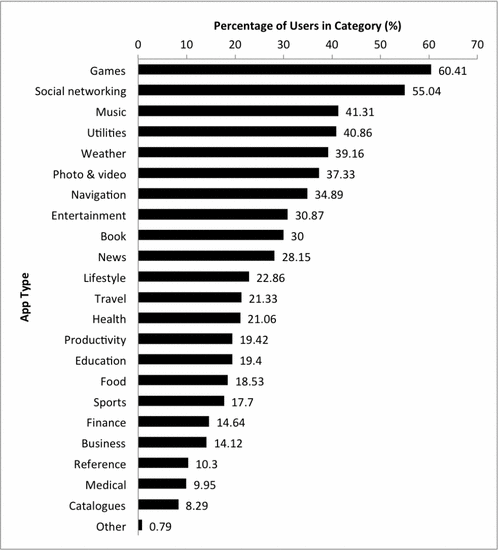 Percentage of Users in Category (%)
0 10 20 30 40 50 60 70
Games 60.41
Social networking 55.04
Music 41.31
Utilities 40.86
Weather 39.16
Photo & video 37.33
Navigation 34.89
Entertainment 30.87
Book 30
News 28.15
Lifestyle 22.86
Travel 21.33
Health 21.06
Productivity 19.42
Education 19.4
Food 18.53
Sports 17.7
Finance 14.64
Business 14.12
Reference 10.3
Medical 9.95
Catalogues 8.29
Other 0.79
App Type